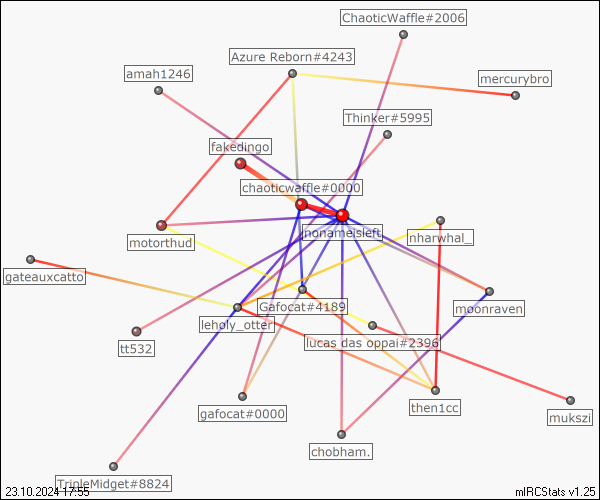 ChaoticWaffle#2006
Azure Reborn#4243
amah1246
mercurybro
Thinker#5995
fakedingo
chaoticwaffle#0000
nonameisleft
nharwhal_
motorthud
gateauxcatto
Gafocat#4189
moonraven
leholy_otter
lucas das oppai#2396
tt532
gafocat#0000
then1cc
mukszi
chobham.
TripleMidget#8824
23.10.2024 17:55
mIRCStats v1.25